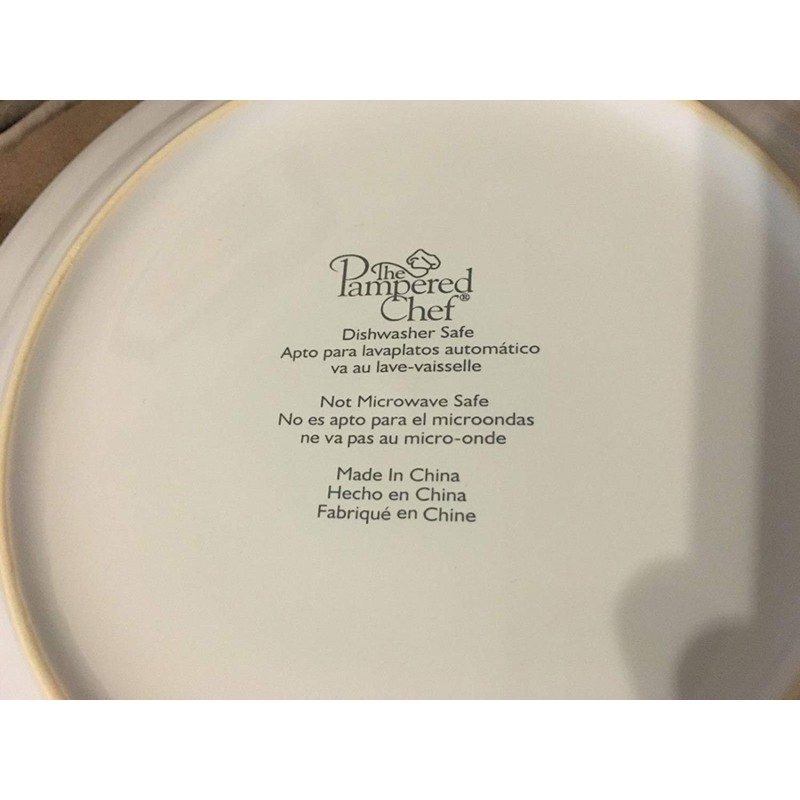 The
Pampered
Chef®
Dishwasher Safe
Apto para lavaplatos automático
va au lave-vaisselle
Not Microwave Safe
No es apto para el microondas
ne va pas au micro-onde
Made In China
Hecho en China
Fabriqué en Chine